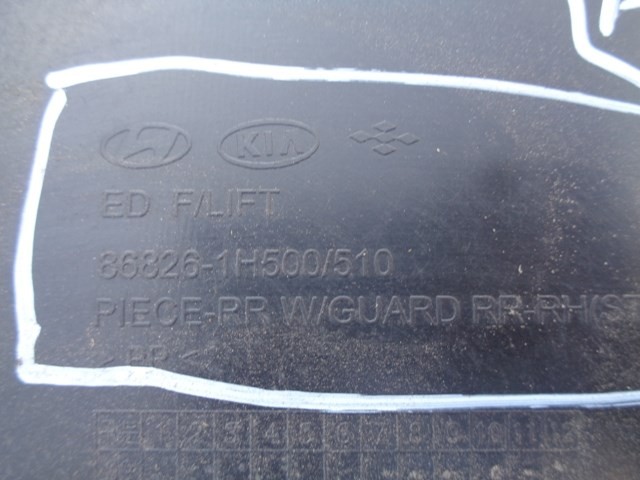 KIA
ED F/LIFT
86826-1H500/510
PIECE-RR W/GUARD RR-RH(S
> PP <
1 2 3 4 5 6 7 8 9 10 11 12